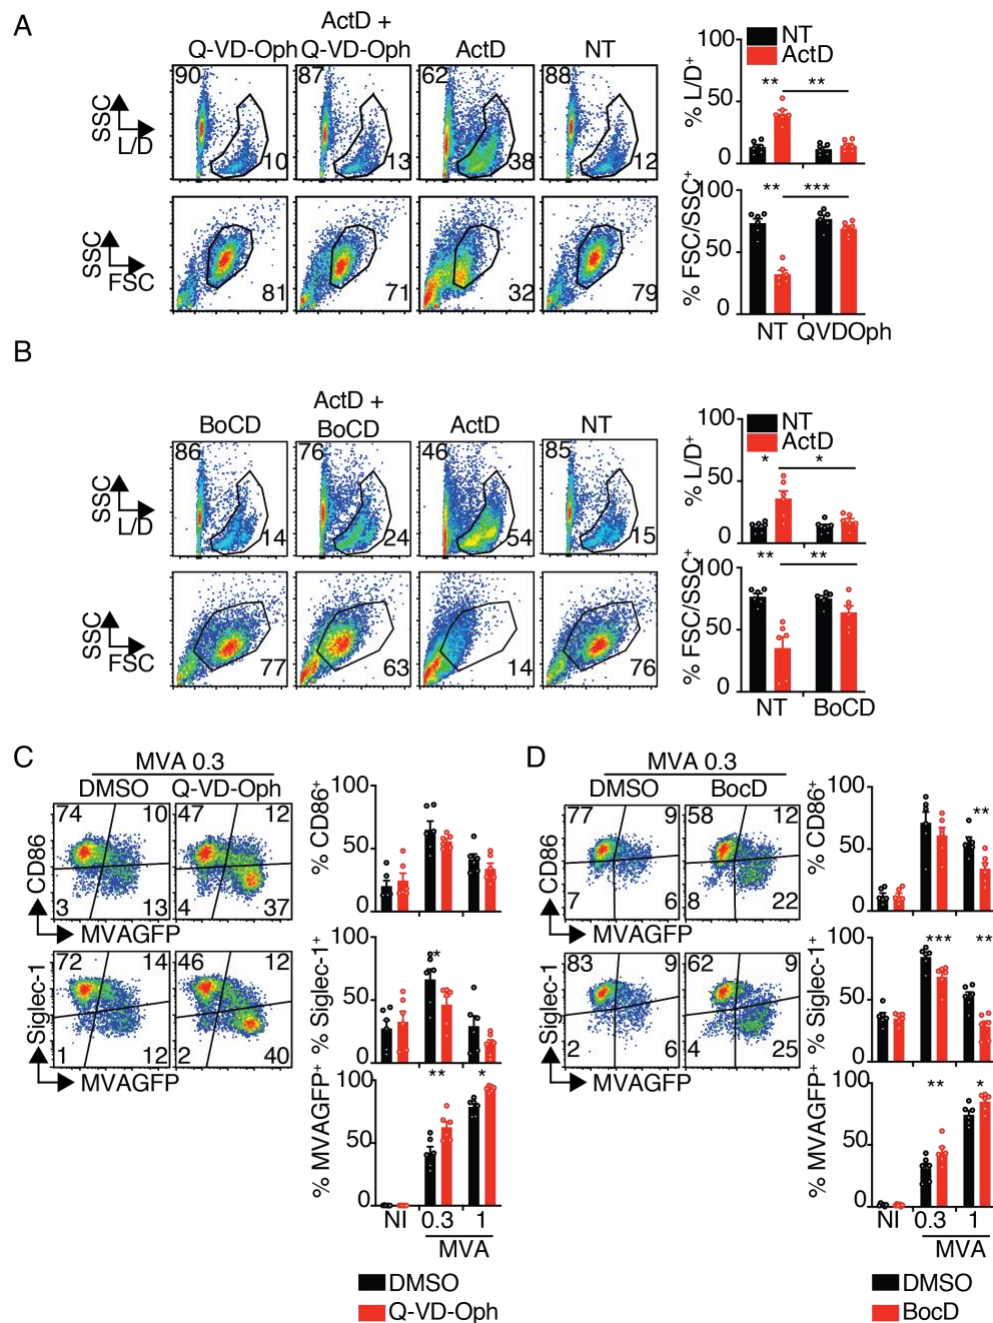 A
Q-VD-Oph
ActD +
Q-VD-Oph
ActD
NT
SSC
L/D
90
10
87
13
62
38
88
12
SSC
FSC
81
71
32
79
NT
ActD
% L/D+
100
50
0
** **
% FSC/SSC+
100
50
0
** ***
NT QVDOph
B
BoCD
ActD +
BoCD
ActD
NT
SSC
L/D
86
14
76
24
46
54
85
15
SSC
FSC
77
63
14
76
NT
ActD
% L/D+
100
50
0
* *
% FSC/SSC+
100
50
0
** **
NT BoCD
C
MVA 0.3
DMSO Q-VD-Oph
CD86
MVAGFP
74 10
3 13
47 12
4 37
Siglec-1
MVAGFP
72 14
1 12
46 12
2 40
% CD86+
100
50
0
% Siglec-1+
100
50
0
*
% MVAGFP+
100
50
0
** *
NI 0.3 1
MVA
DMSO
Q-VD-Oph
D
MVA 0.3
DMSO BocD
CD86
MVAGFP
77 9
7 6
58 12
8 22
Siglec-1
MVAGFP
83 9
2 6
62 9
4 25
% CD86+
100
50
0
**
% Siglec-1+
100
50
0
*** **
% MVAGFP+
100
50
0
** *
NI 0.3 1
MVA
DMSO
BocD